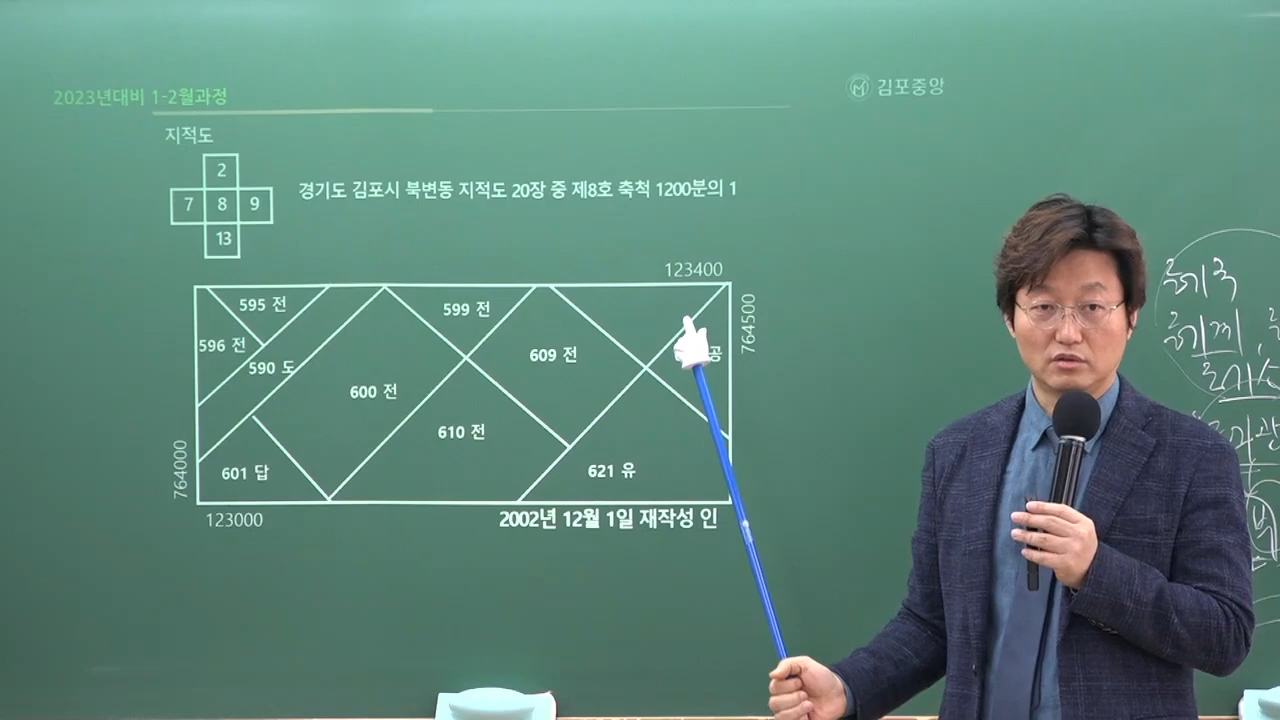 2023년대비 1-2월과정
김포중앙
지적도
2
7 8 9
13
경기도 김포시 북변동 지적도 20장 중 제8호 축척 1200분의 1
123400
764500
595 전
599 전
596 전
590 도
609 전
공
600 전
610 전
601 답
621 유
764000
123000
2002년 12월 1일 재작성 인